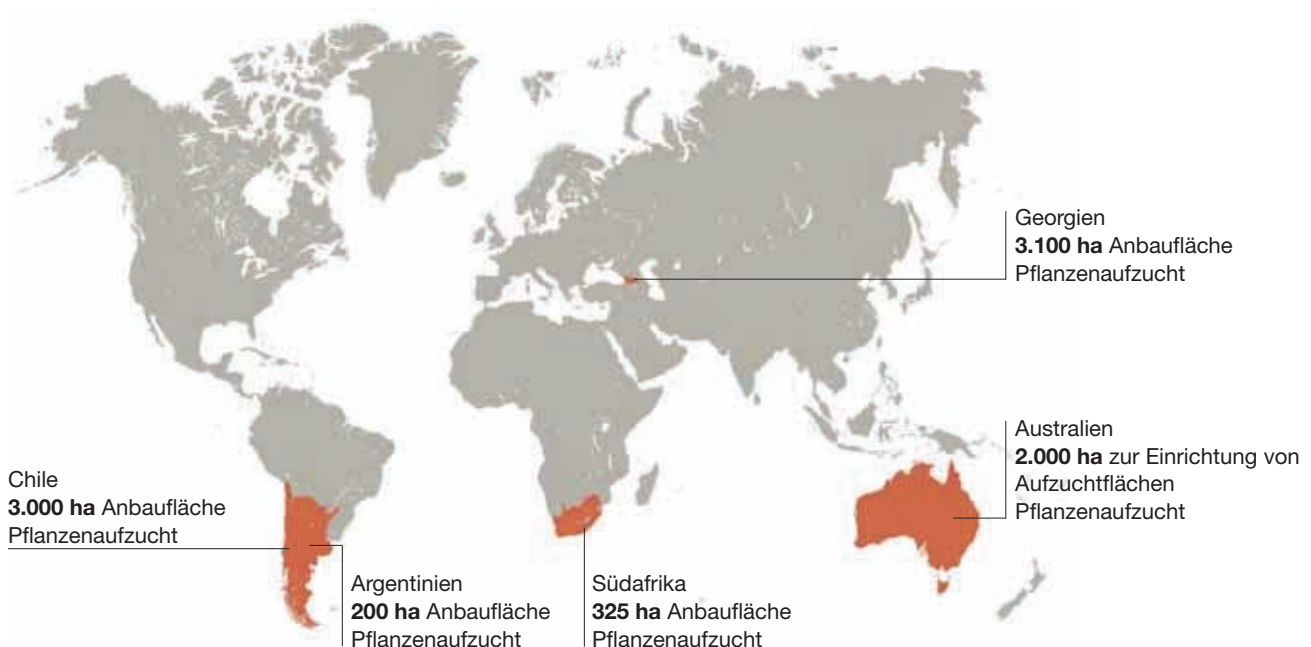 Georgien
3.100 ha Anbaufläche
Pflanzenaufzucht
Australien
2.000 ha zur Einrichtung von
Aufzuchtflächen
Pflanzenaufzucht
Chile
3.000 ha Anbaufläche
Pflanzenaufzucht
Argentinien
200 ha Anbaufläche
Pflanzenaufzucht
Südafrika
325 ha Anbaufläche
Pflanzenaufzucht